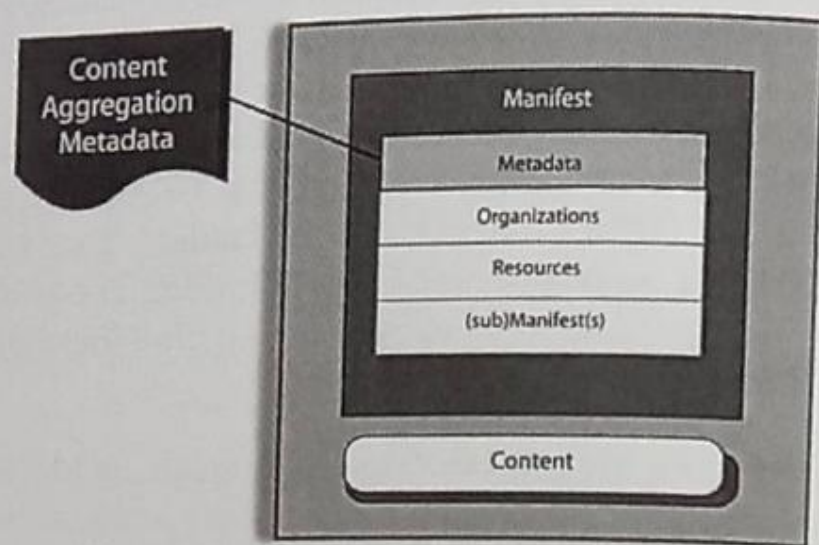 Content
Aggregation
Metadata
Manifest
Metadata
Organizations
Resources
(sub)Manifest(s)
Content